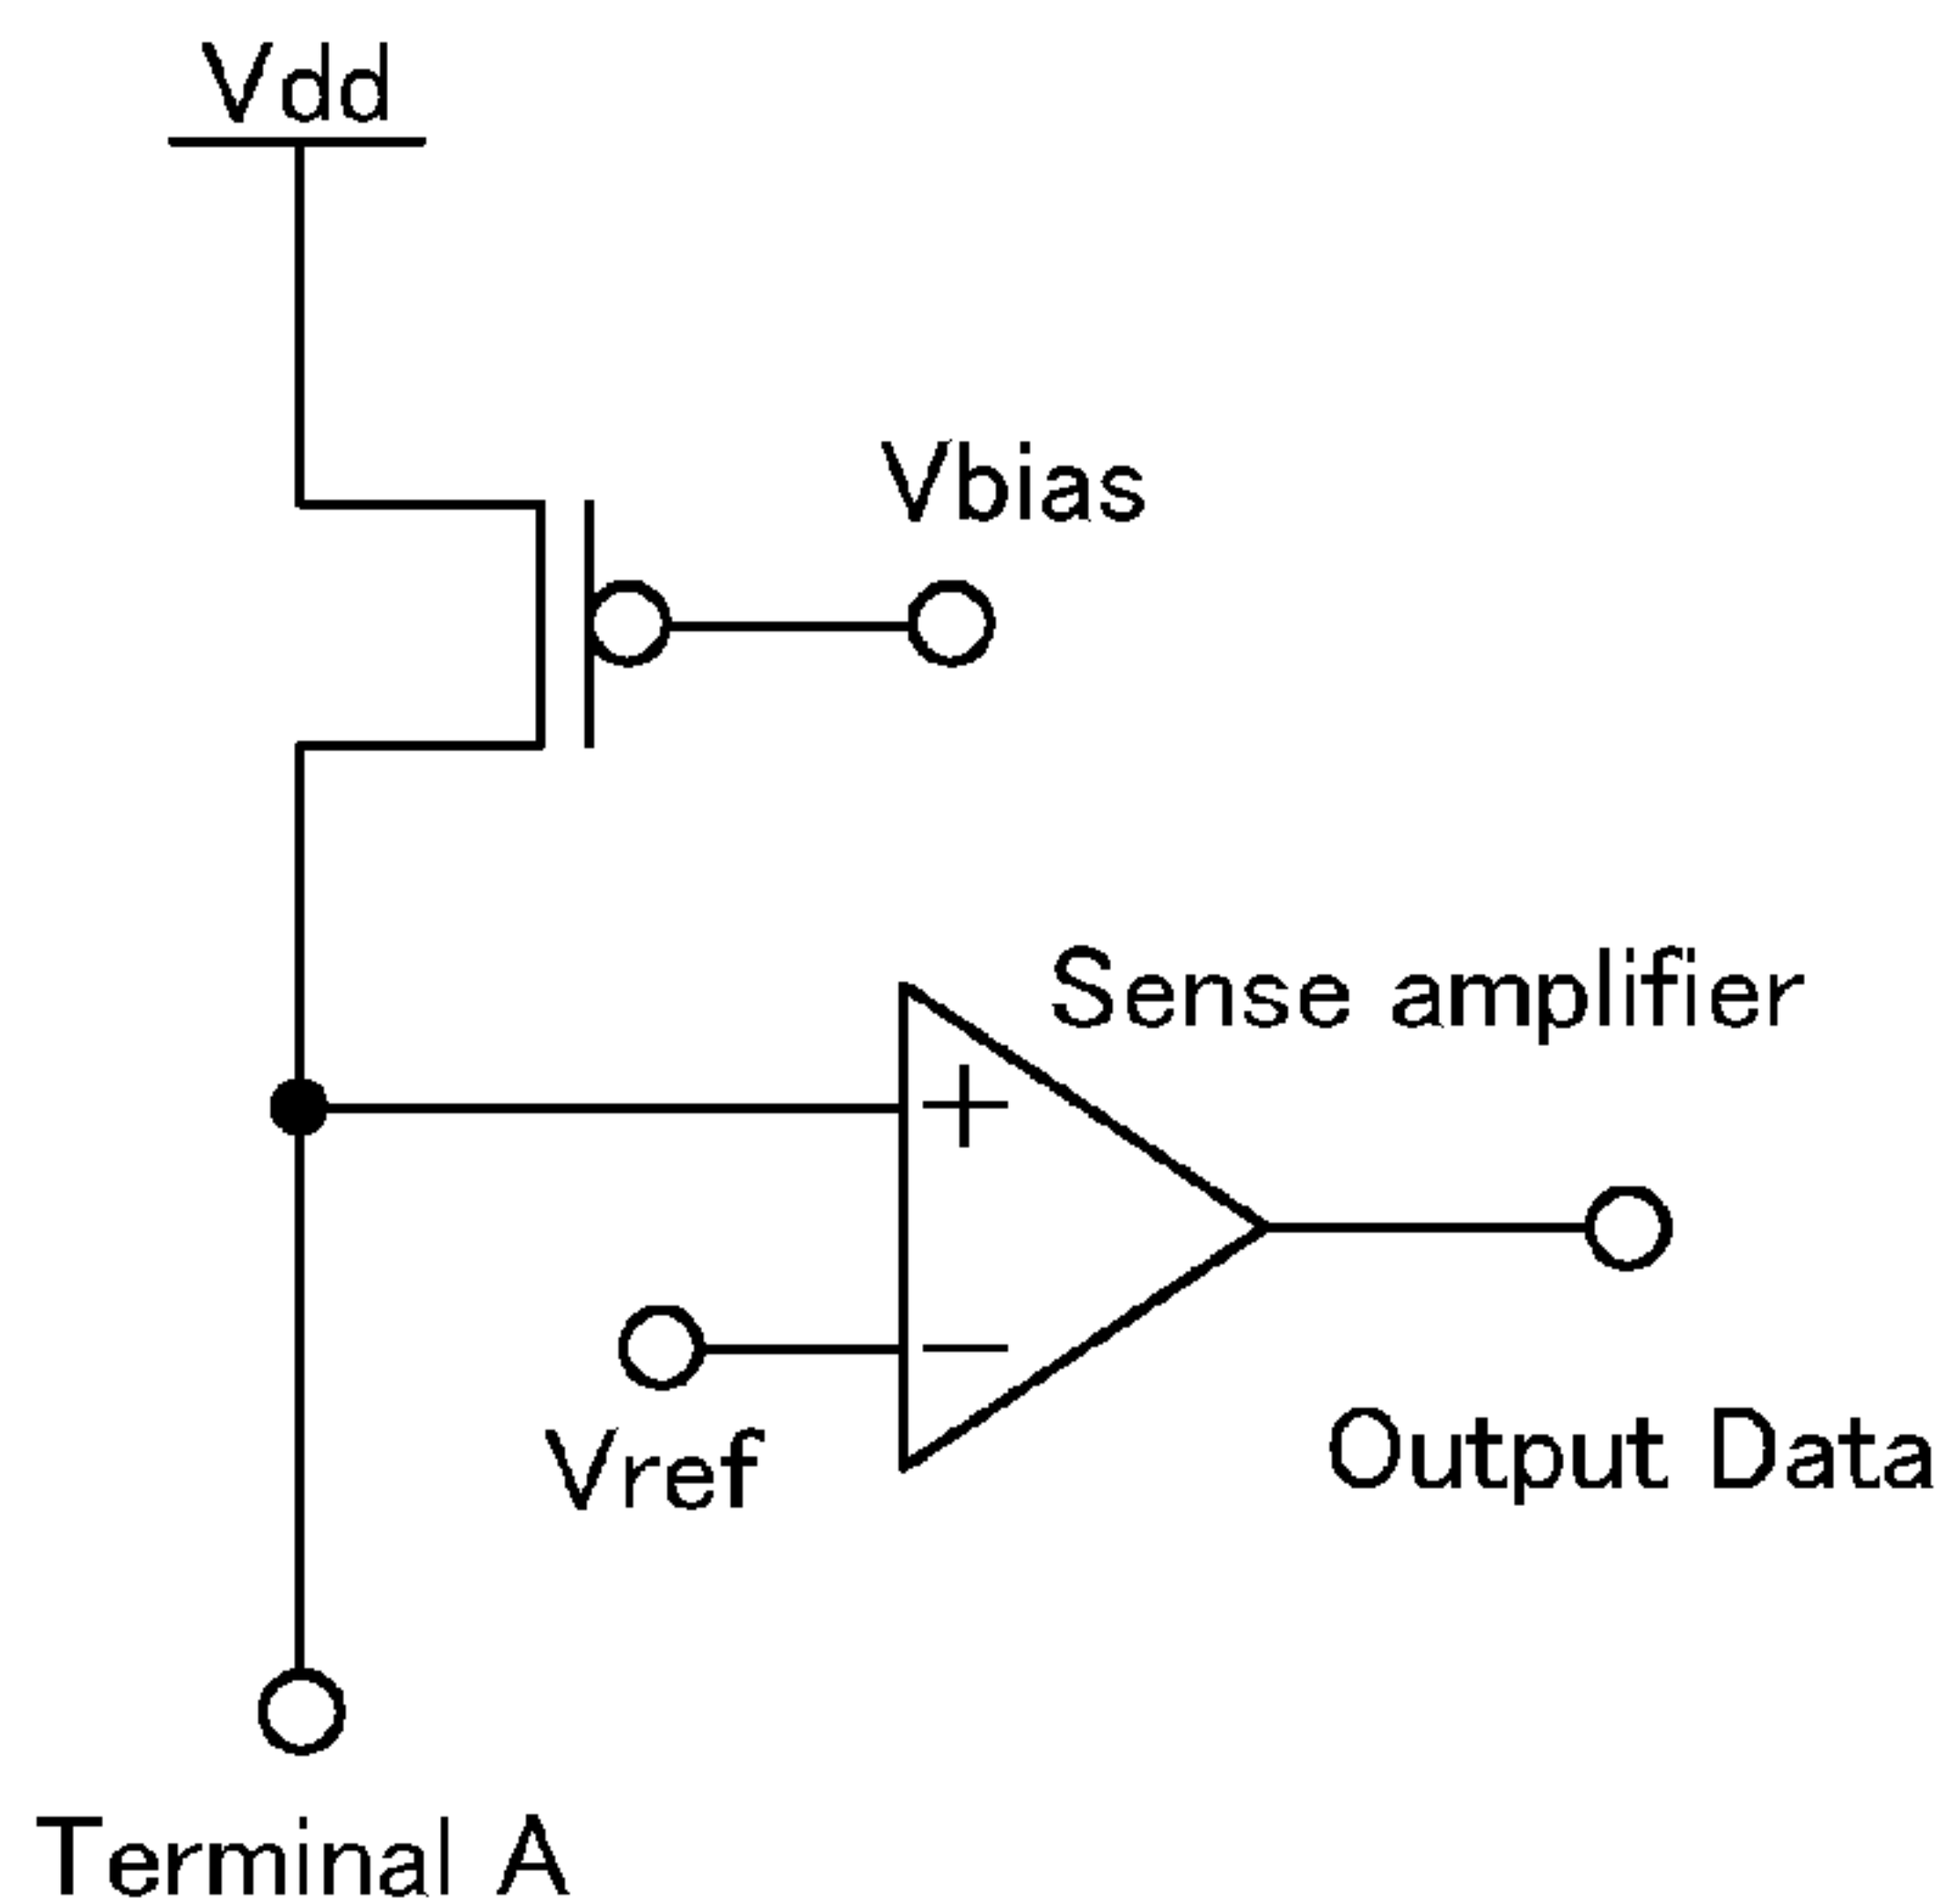 Vdd
Vbias
Sense amplifier
+
−
Vref
Output Data
Terminal A